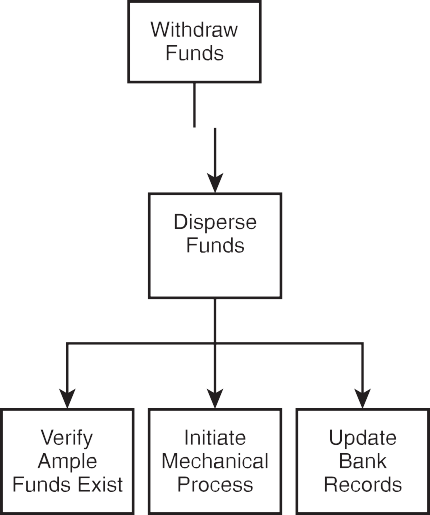 Withdraw
Funds
Disperse
Funds
Verify
Ample
Funds Exist
Initiate
Mechanical
Process
Update
Bank
Records